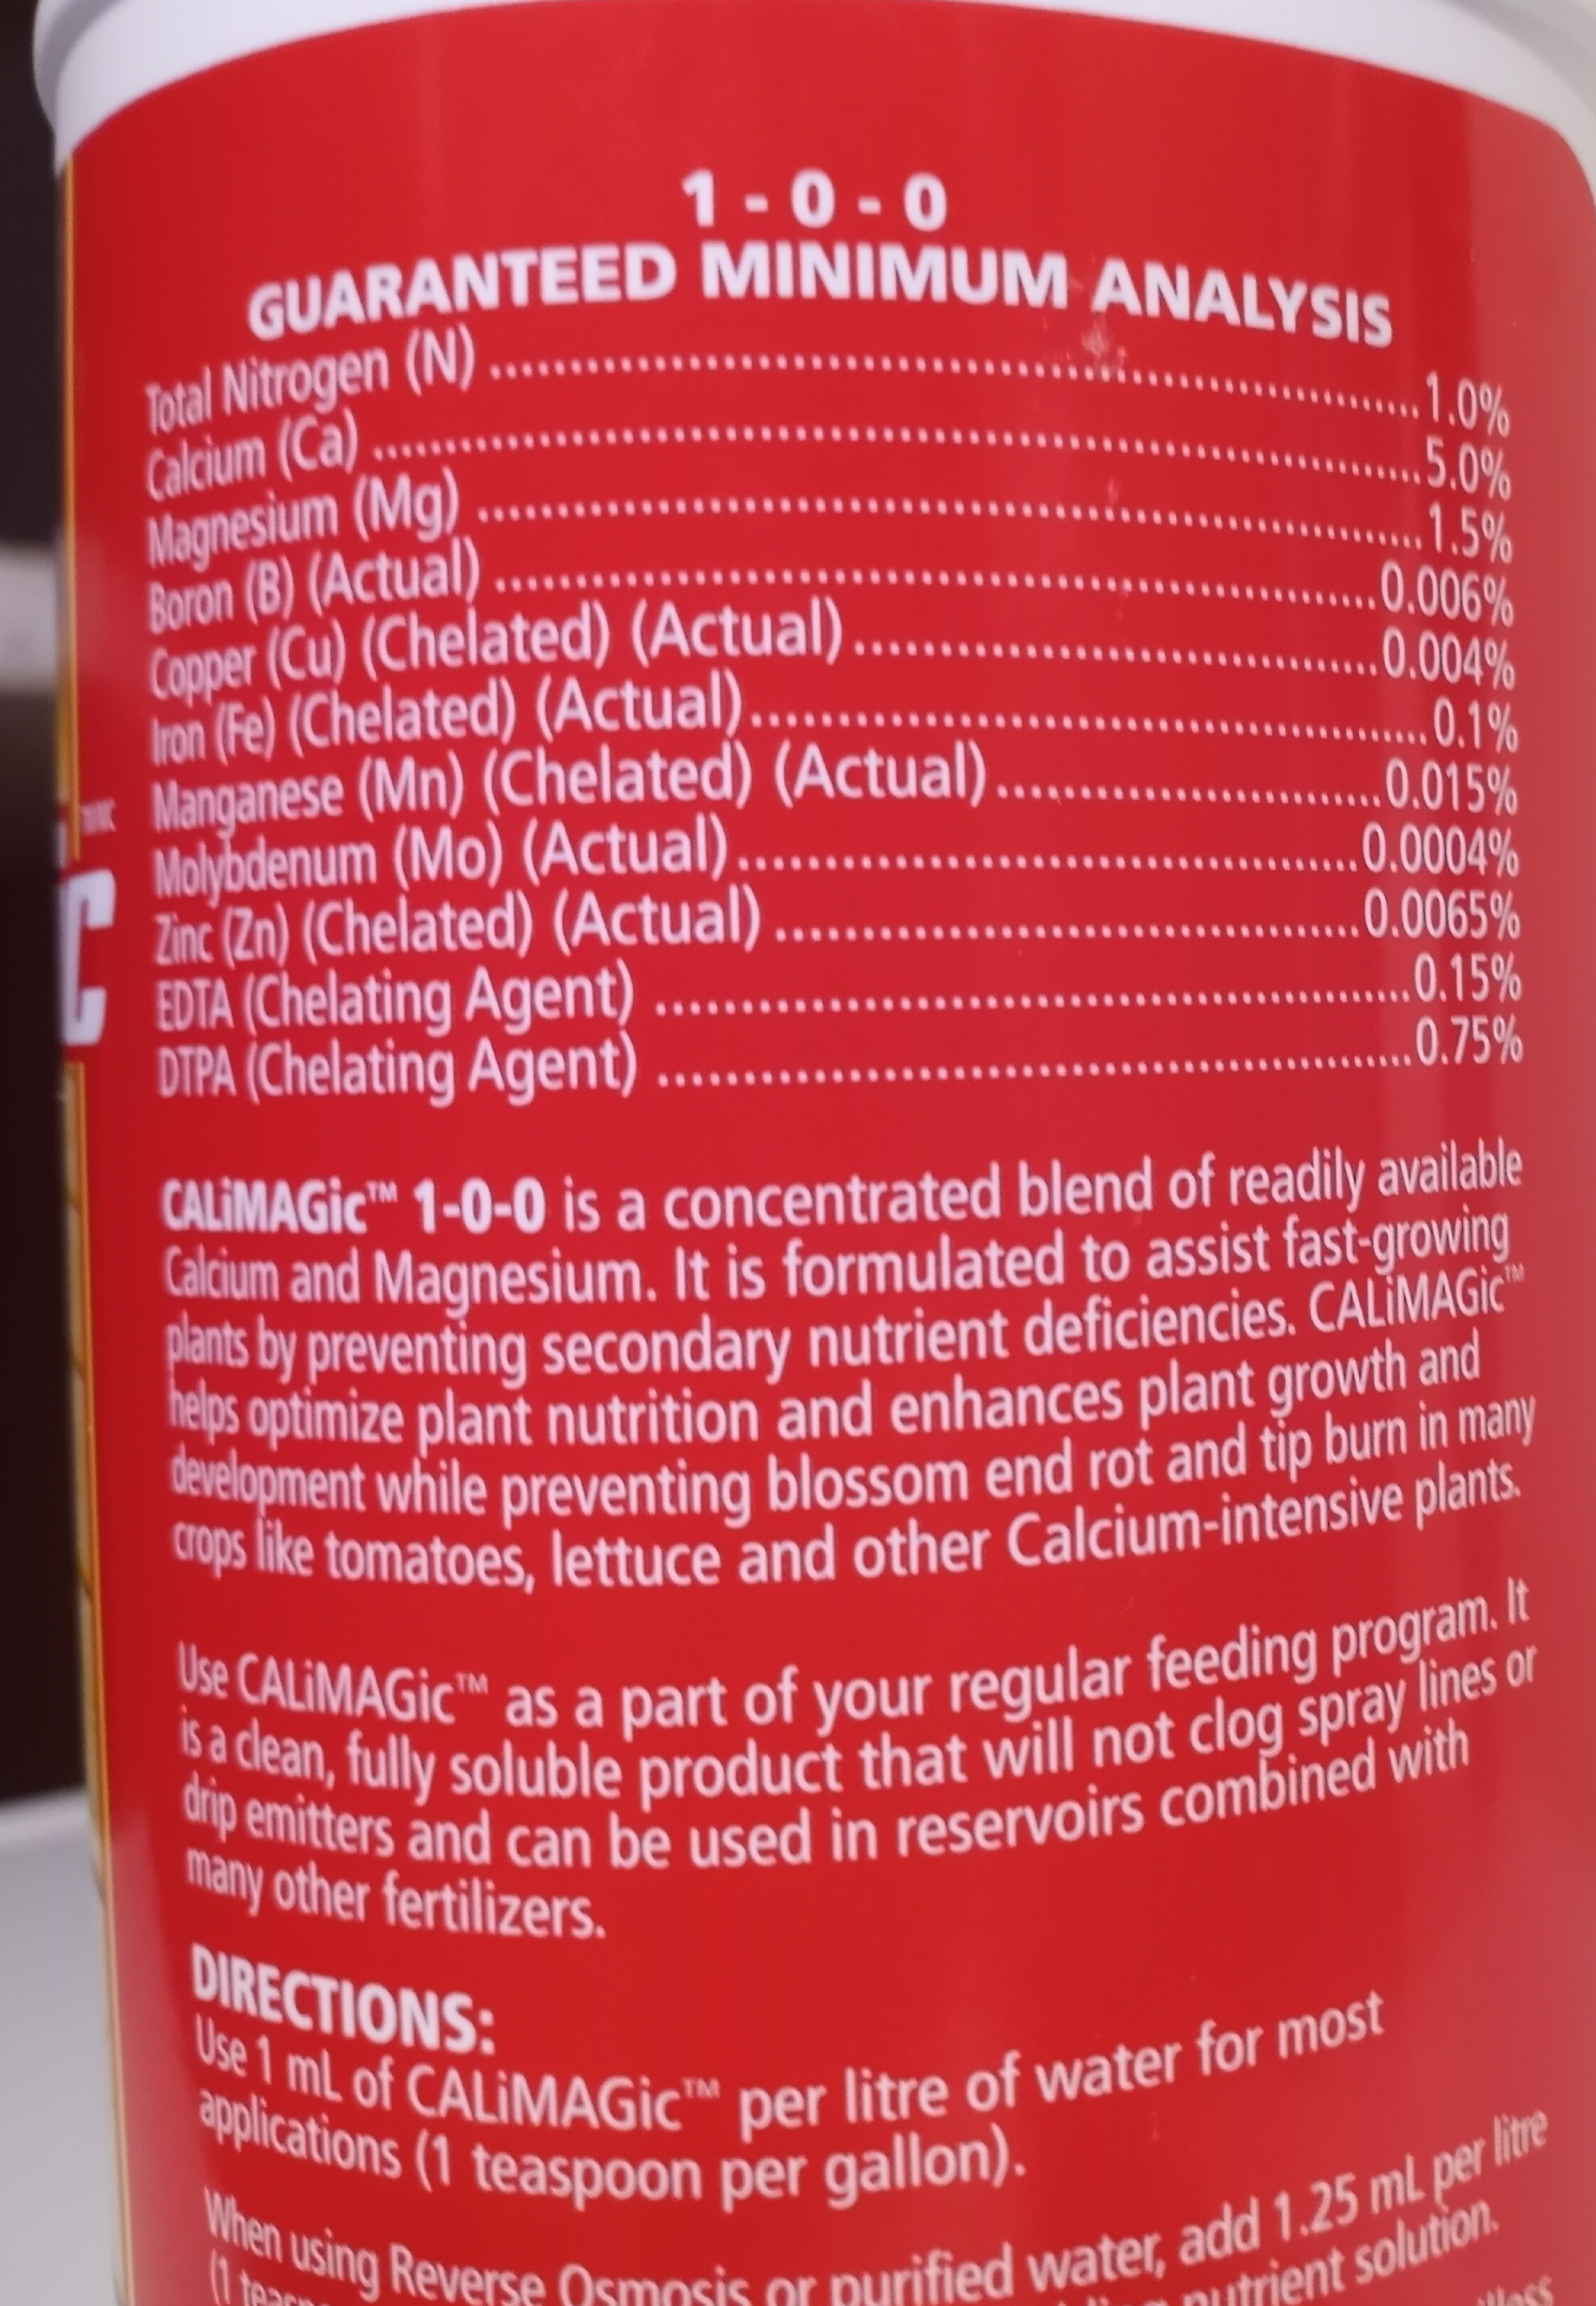 1-0-0
GUARANTEED MINIMUM ANALYSIS
Total Nitrogen (N) ........................................ 1.0%
Calcium (Ca) ........................................ 5.0%
Magnesium (Mg) ........................................ 1.5%
Boron (B) (Actual) ........................................ 0.006%
Copper (Cu) (Chelated) (Actual) ........................................ 0.004%
Iron (Fe) (Chelated) (Actual) ........................................ 0.1%
Manganese (Mn) (Chelated) (Actual) ........................................ 0.015%
Molybdenum (Mo) (Actual) ........................................ 0.0004%
Zinc (Zn) (Chelated) (Actual) ........................................ 0.0065%
EDTA (Chelating Agent) ........................................ 0.15%
DTPA (Chelating Agent) ........................................ 0.75%
CALiMAGic™ 1-0-0 is a concentrated blend of readily available
Calcium and Magnesium. It is formulated to assist fast-growing
plants by preventing secondary nutrient deficiencies. CALiMAGic™
helps optimize plant nutrition and enhances plant growth and
development while preventing blossom end rot and tip burn in many
crops like tomatoes, lettuce and other Calcium-intensive plants.
Use CALiMAGic™ as a part of your regular feeding program. It
is a clean, fully soluble product that will not clog spray lines or
drip emitters and can be used in reservoirs combined with
many other fertilizers.
DIRECTIONS:
Use 1 mL of CALiMAGic™ per litre of water for most
applications (1 teaspoon per gallon).
When using Reverse Osmosis or purified water, add 1.25 mL per litre
(1 nutrient solution.